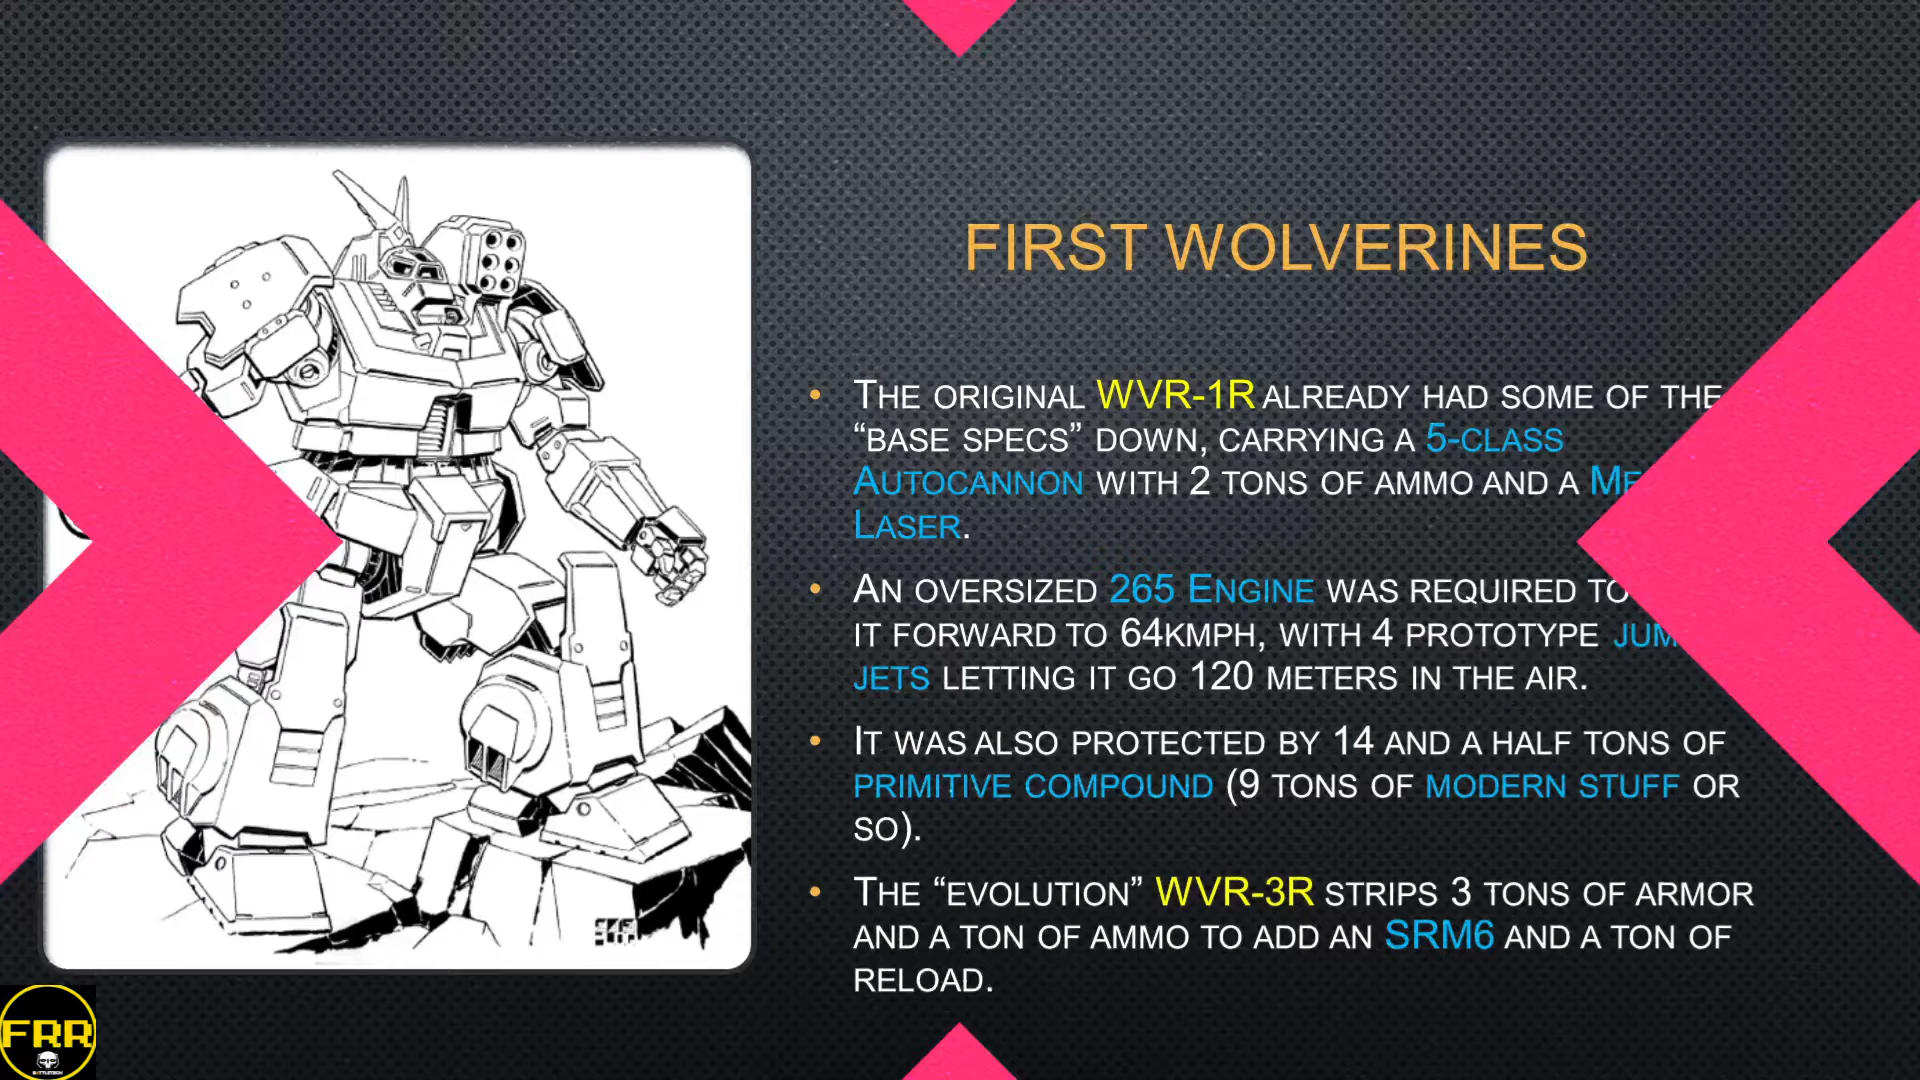 FIRST WOLVERINES
• THE ORIGINAL WVR-1R ALREADY HAD SOME OF THE
“BASE SPECS” DOWN, CARRYING A 5-CLASS
AUTOCANNON WITH 2 TONS OF AMMO AND A
LASER.
• AN OVERSIZED 265 ENGINE WAS REQUIRED TO
IT FORWARD TO 64KMPH, WITH 4 PROTOTYPE
JETS LETTING IT GO 120 METERS IN THE AIR.
• IT WAS ALSO PROTECTED BY 14 AND A HALF TONS OF
PRIMITIVE COMPOUND (9 TONS OF MODERN STUFF OR
SO).
• THE “EVOLUTION” WVR-3R STRIPS 3 TONS OF ARMOR
AND A TON OF AMMO TO ADD AN SRM6 AND A TON OF
RELOAD.
FRR
BATTLETECH